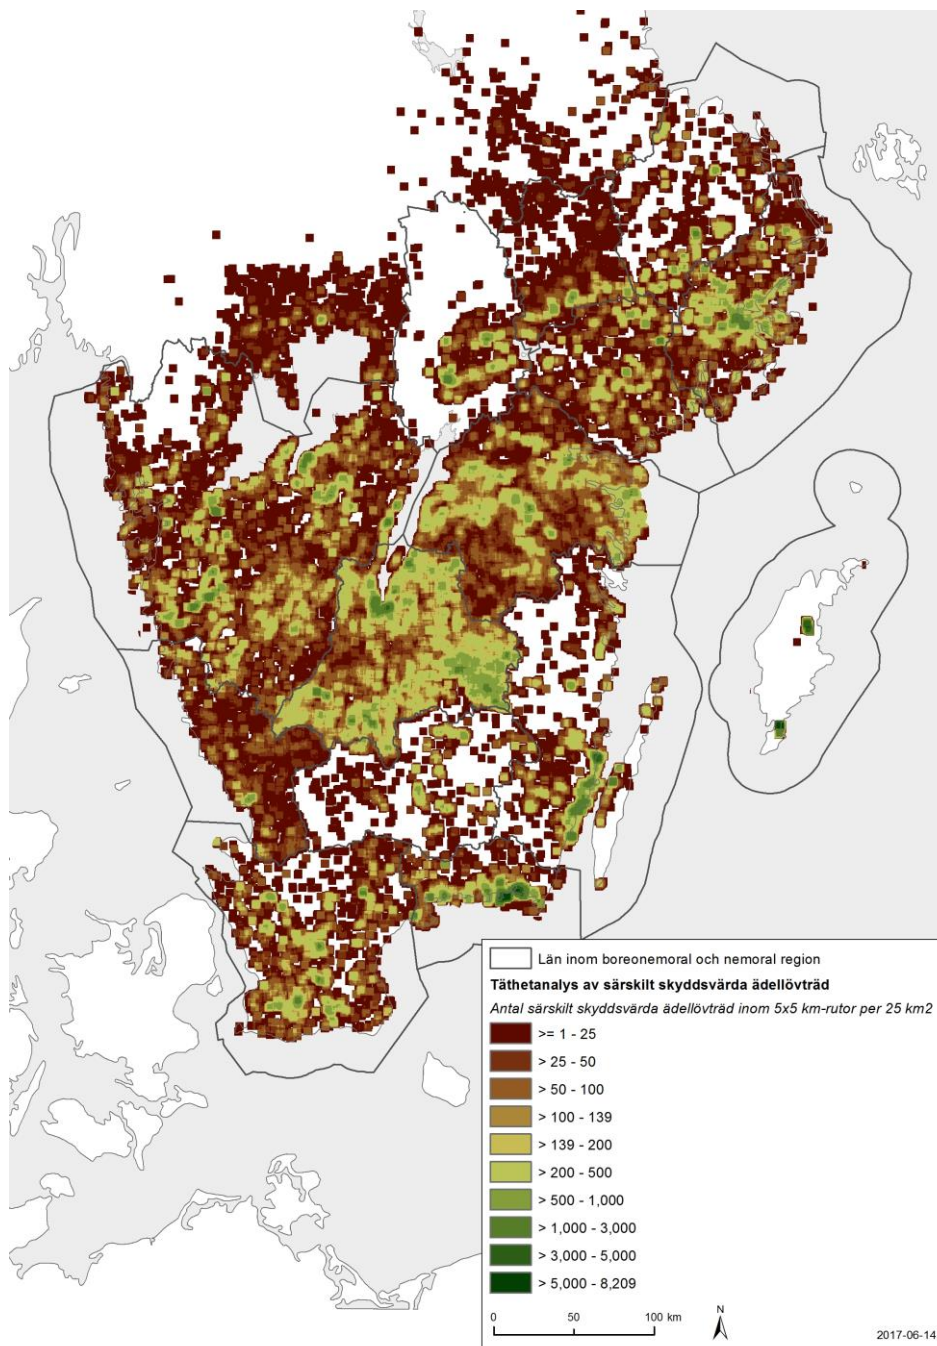 Län inom boreonemoral och nemoral region
Täthetanalys av särskilt skyddsvärda ädellövträd
Antal särskilt skyddsvärda ädellövträd inom 5x5 km-rutor per 25 km2
>= 1 - 25
> 25 - 50
> 50 - 100
> 100 - 139
> 139 - 200
> 200 - 500
> 500 - 1,000
> 1,000 - 3,000
> 3,000 - 5,000
> 5,000 - 8,209
0 50 100 km
N
2017-06-14